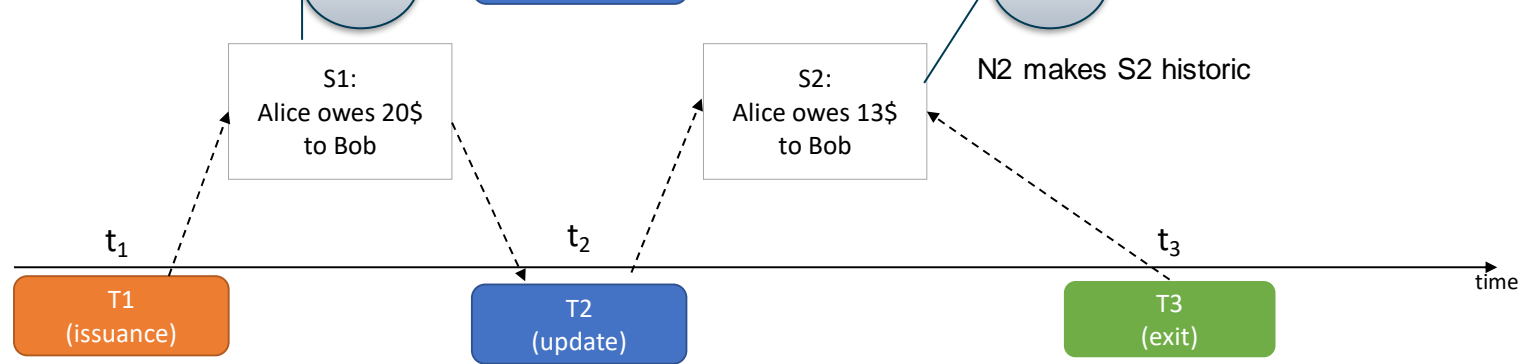 S1:
Alice owes 20$
to Bob
S2:
Alice owes 13$
to Bob
N2 makes S2 historic
t₁
t₂
t₃
time
T1
(issuance)
T2
(update)
T3
(exit)